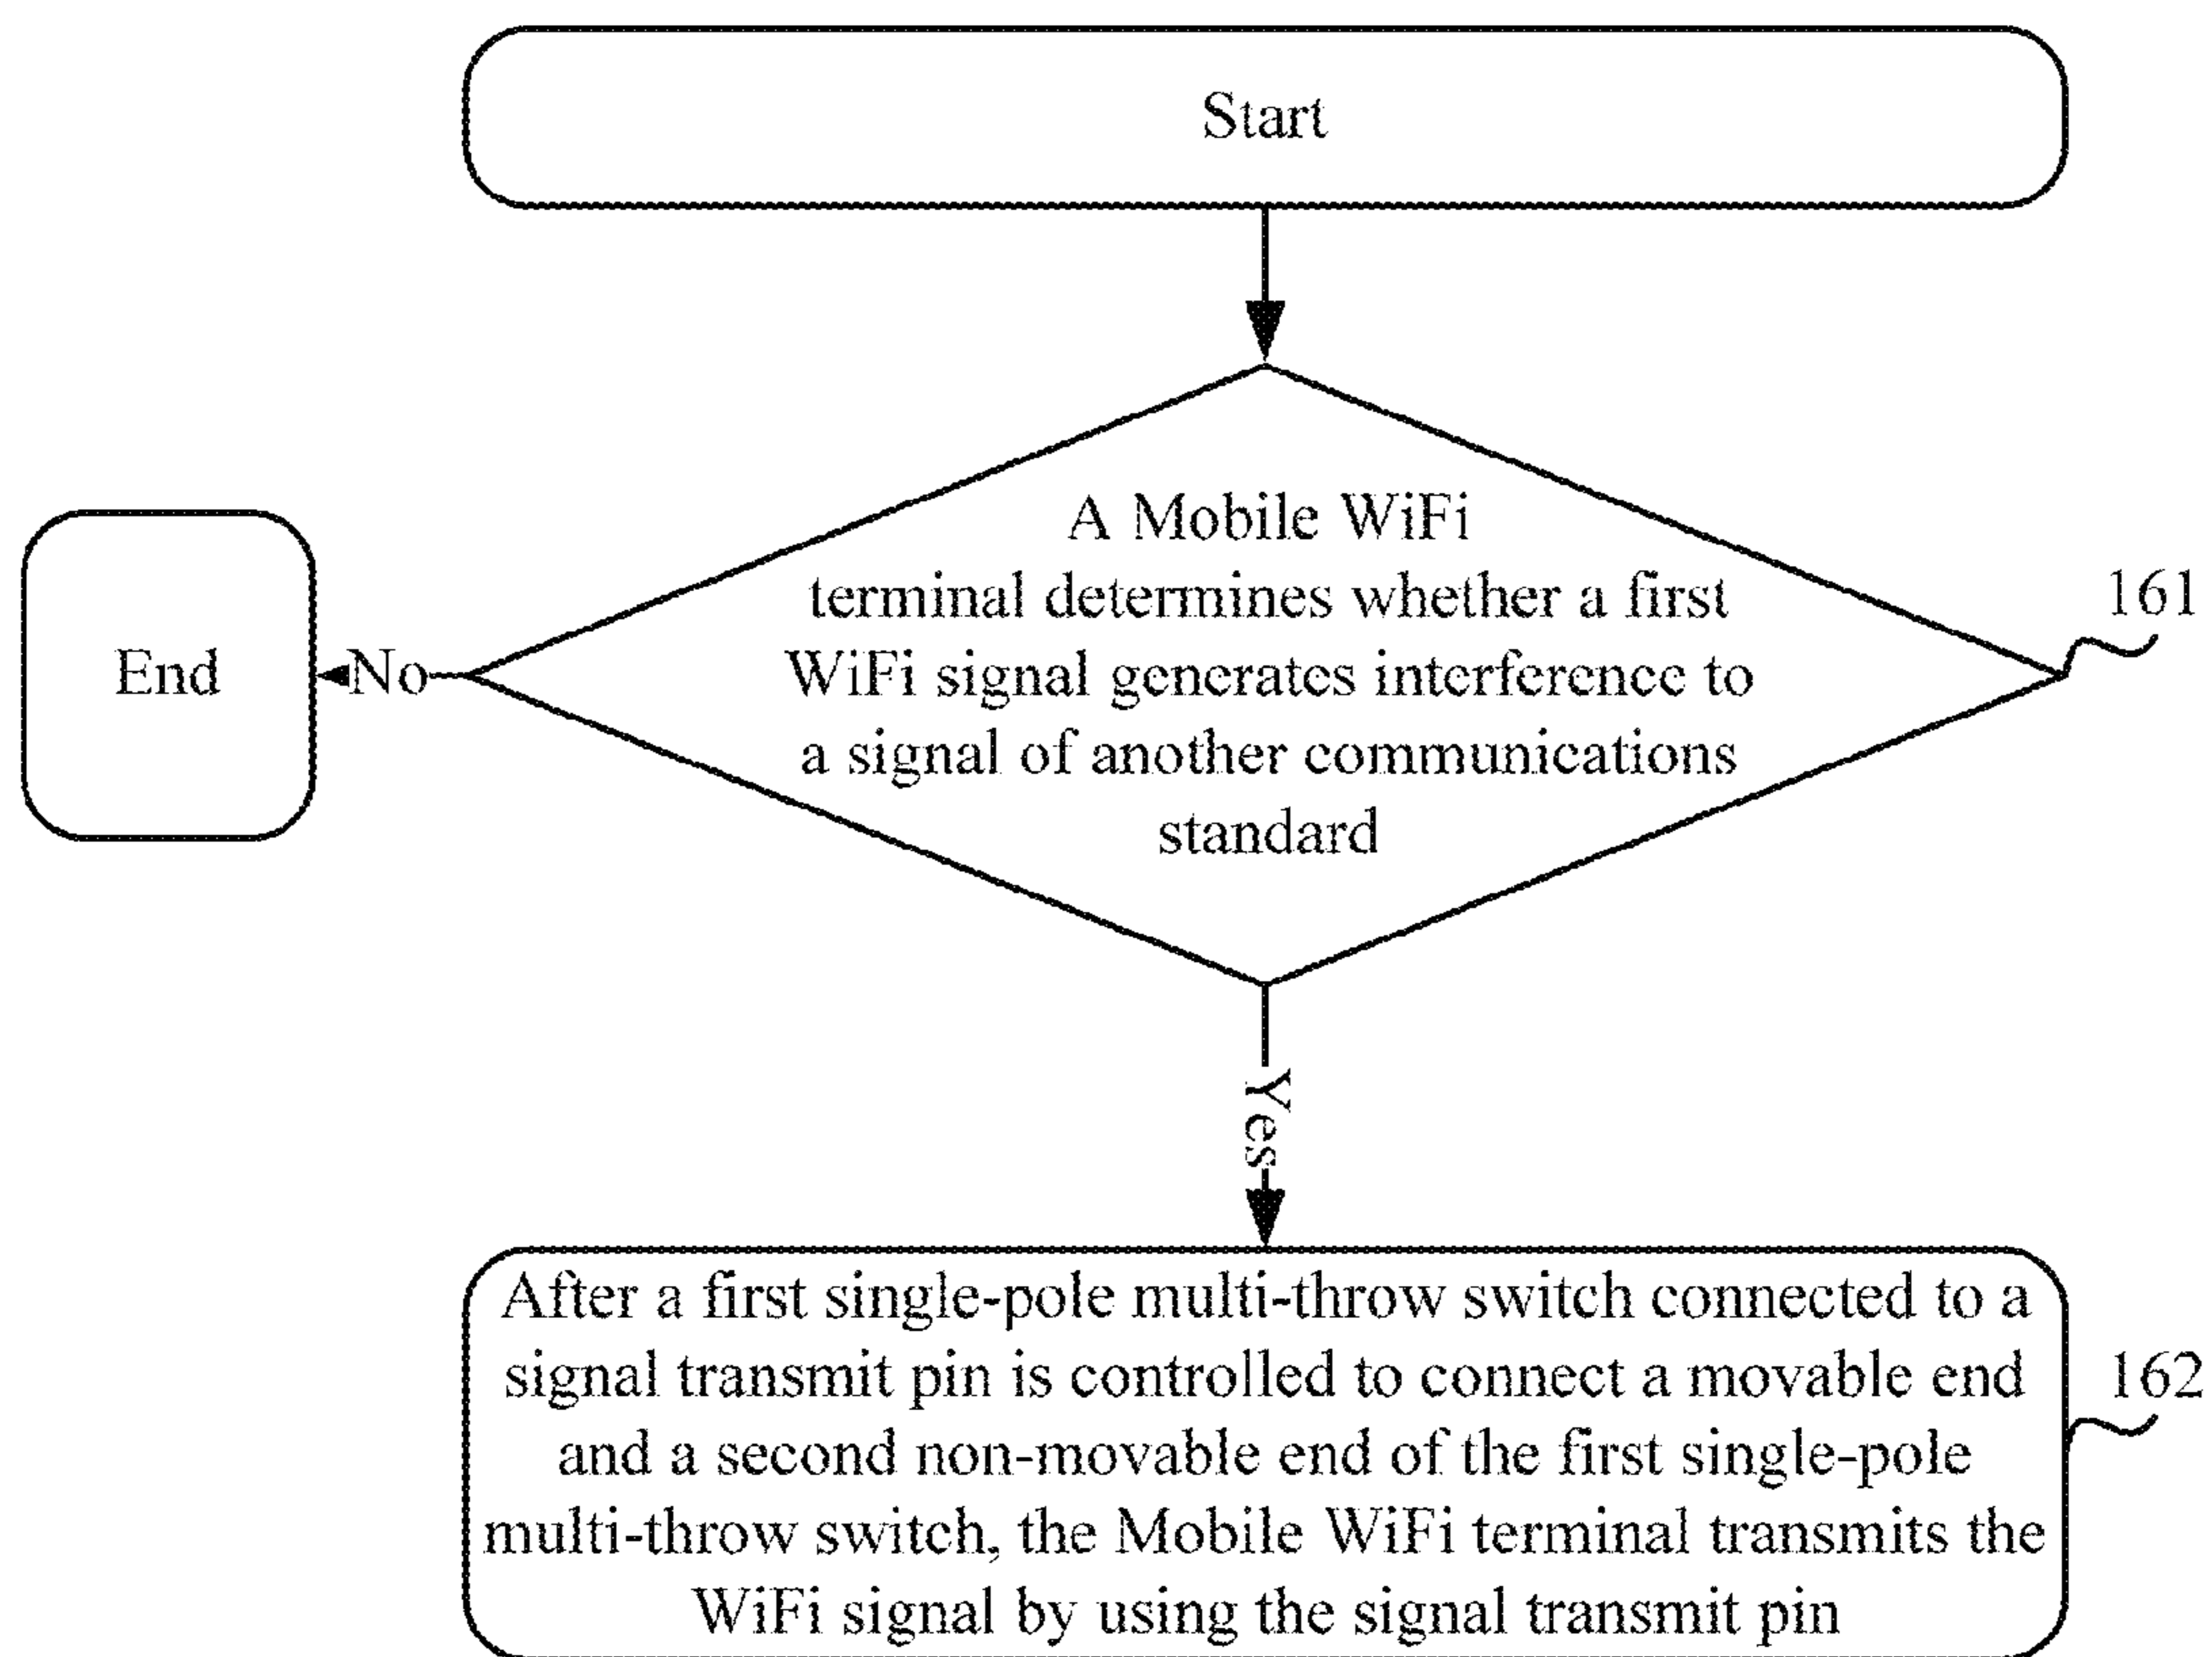 Start
A Mobile WiFi
terminal determines whether a first
WiFi signal generates interference to
a signal of another communications
standard
161
No
End
Yes
After a first single-pole multi-throw switch connected to a
signal transmit pin is controlled to connect a movable end
and a second non-movable end of the first single-pole
multi-throw switch, the Mobile WiFi terminal transmits the
WiFi signal by using the signal transmit pin
162